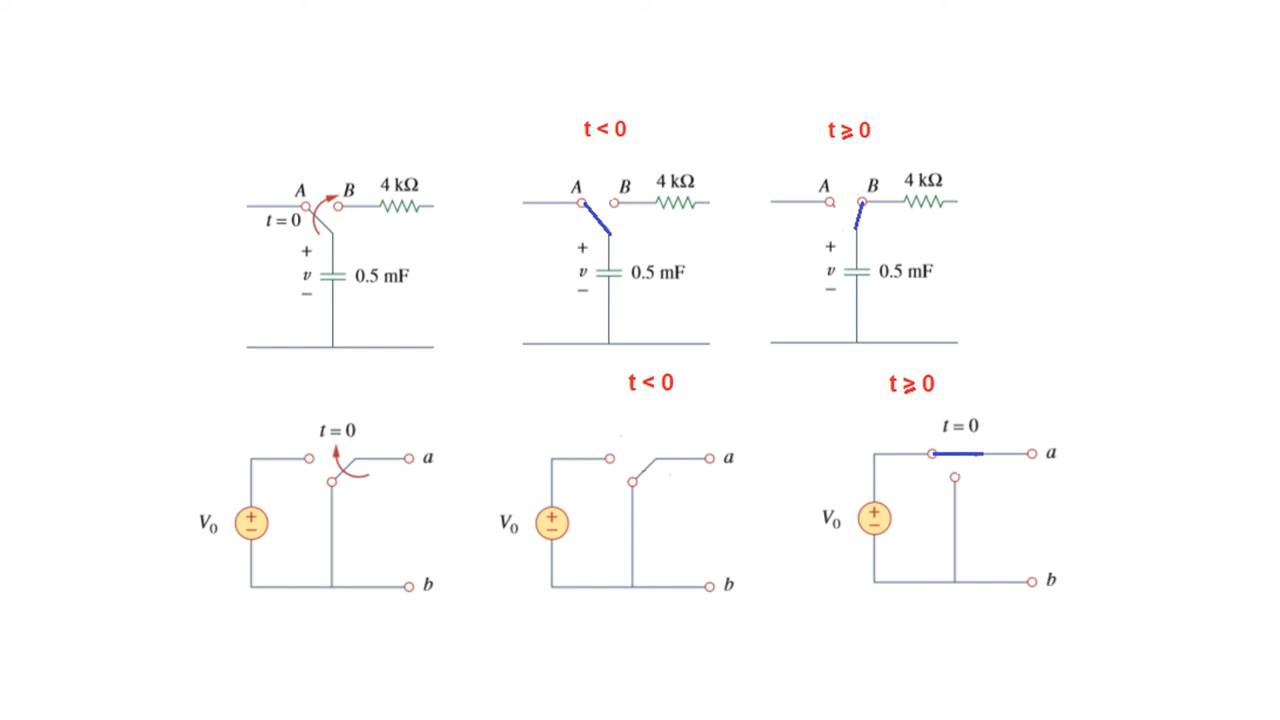 t < 0
t ⩾ 0
A B 4 kΩ
t = 0
+
v 0.5 mF
−
A B 4 kΩ
+
v 0.5 mF
−
A B 4 kΩ
+
v 0.5 mF
−
t < 0
t ⩾ 0
t = 0
a
V₀ + −
b
a
V₀ + −
b
t = 0
a
V₀ + −
b